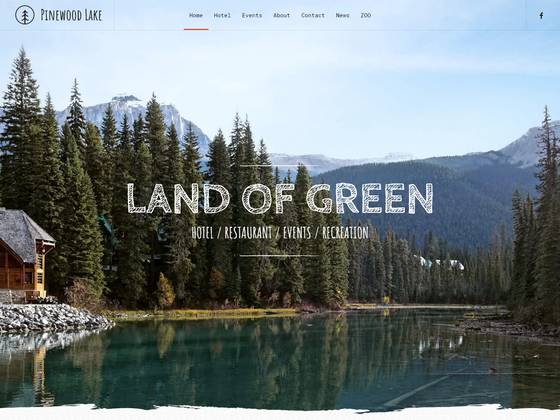 Pinewood Lake
Home Hotel Events About Contact News ZOO
LAND OF GREEN
HOTEL / RESTAURANT / EVENTS / RECREATION